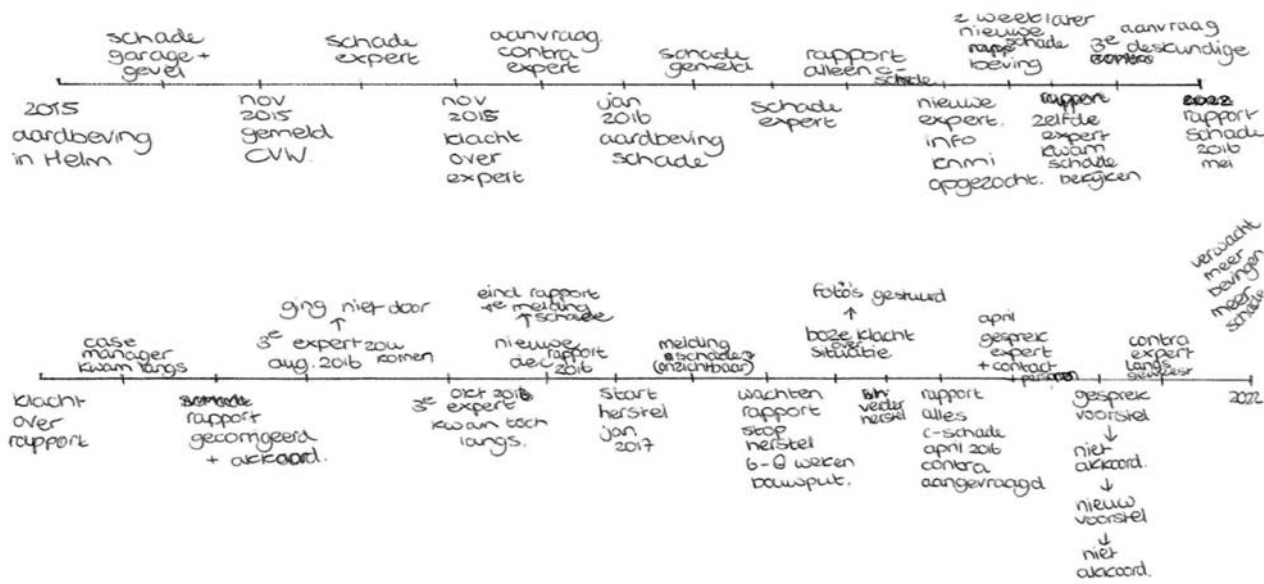 schade
garage +
gevel
schade
expert
aanvraag
contra
expert
schade
gemeld
rapport
alleen C-
schade
2 week later
nieuwe
schade
beving
aanvraag
3e deskundige
2015
aardbeving
in Helm
nov
2015
gemeld
CVW.
nov
2015
klacht
over
expert
jan
2016
aardbeving
schade
schade
expert
nieuwe
expert.
info
knmi
opgezocht.
rapport
zelfde
expert
kwam
schade
bekijken
rapport
schade
2016
mei
verwacht
meer
bevingen
meer
schade
case
manager
kwam langs
ging niet door
↑
3e expert zou
aug. 2016 komen
eind rapport
1e melding
schade
↑
nieuwe rapport
dec 2016
melding
schade
(onzichtbaar)
foto's gestuurd
↑
boze klacht
over
situatie
april
gesprek
expert
+ contact
persoon
contra
expert
langs
geweest
klacht
over
rapport
rapport
gecorrigeerd
+ akkoord.
okt 2016
3e expert
kwam toch
langs.
start
herstel
jan
2017
wachten
rapport
stop
herstel
6-8 weken
bouwput.
verder
herstel
rapport
alles
c-schade
april 2016
contra
aangevraagd
gesprek
voorstel
↓
niet
akkoord.
↓
nieuw
voorstel
↓
niet
akkoord.
2022